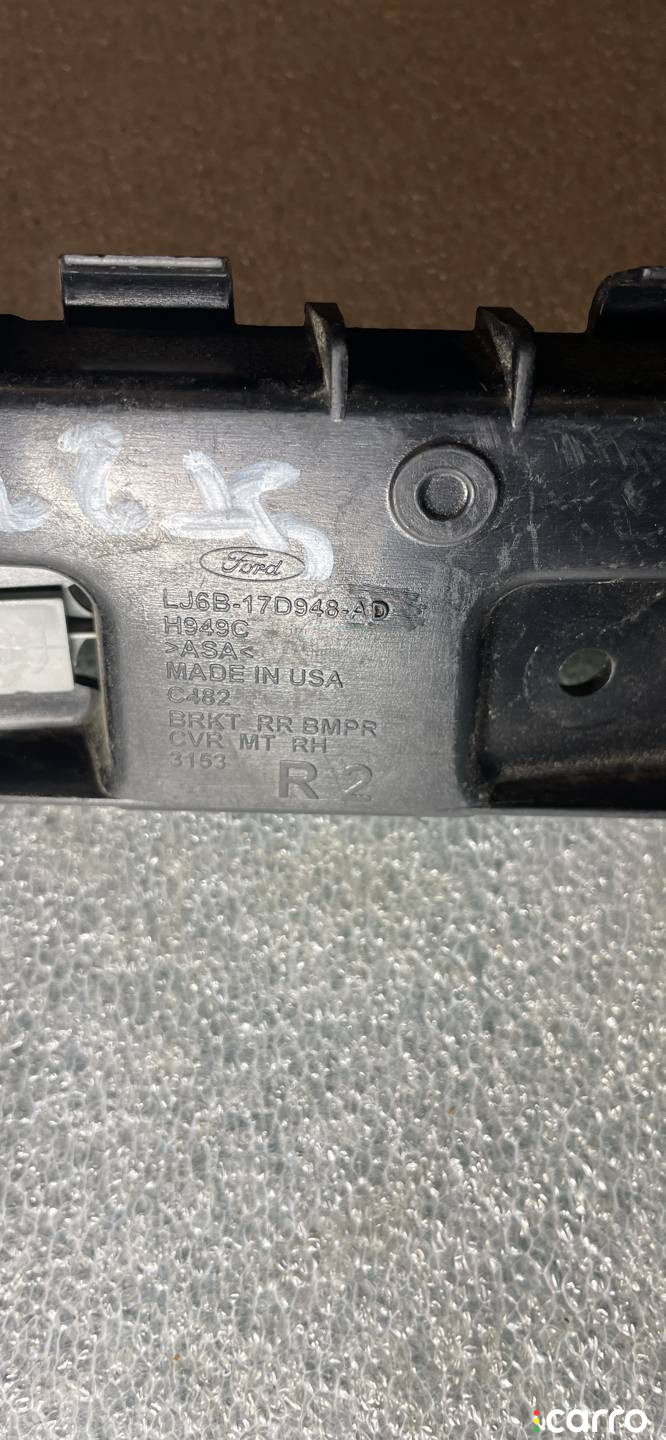 Ford
LJ6B-17D948-AD
H949C
>ASA<
MADE IN USA
C482
BRKT RR BMPR
CVR MT RH
3153
R 2
carro